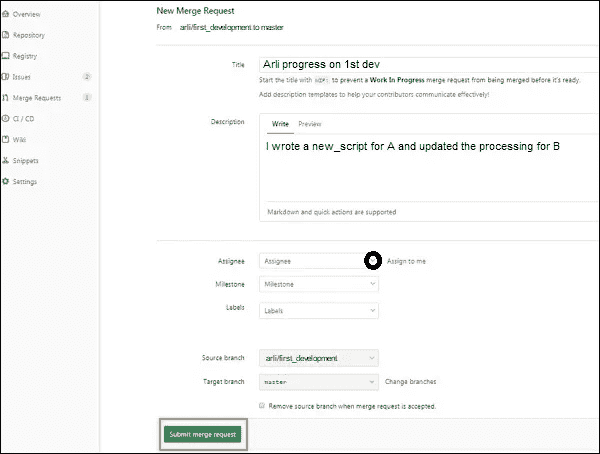 Overview
Repository
Registry
Issues 2
Merge Requests
CI / CD
Wiki
Snippets
Settings
New Merge Request
From arli/first_development to master
Title Arli progress on 1st dev
Start the title with WIP: to prevent a Work In Progress merge request from being merged before it's ready.
Add description templates to help your contributors communicate effectively!
Description Write Preview
I wrote a new_script for A and updated the processing for B
Markdown and quick actions are supported
Assignee Assignee Assign to me
Milestone Milestone
Labels Labels
Source branch arli/first_development
Target branch master Change branches
Remove source branch when merge request is accepted.
Submit merge request